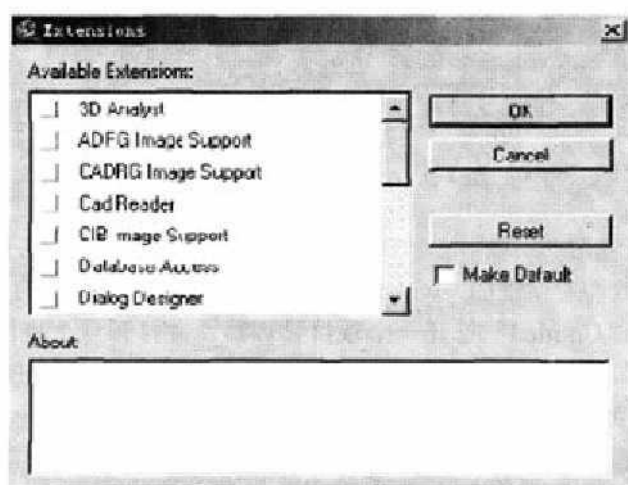 Extensions
Available Extensions:
3D Analyst
ADFG Image Support
CADRG Image Support
Cad Reader
CIB Image Support
Database Access
Dialog Designer
OK
Cancel
Reset
Make Default
About: